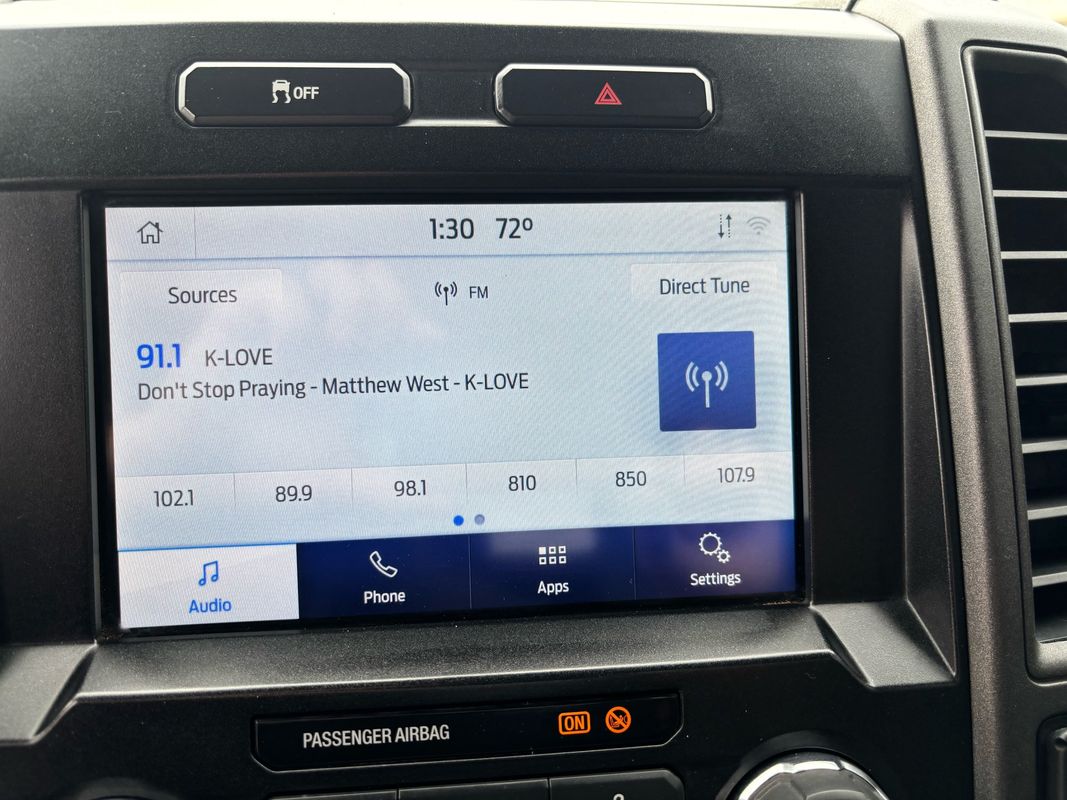 OFF
1:30 72º
Sources
FM
Direct Tune
91.1 K-LOVE
Don't Stop Praying - Matthew West - K-LOVE
102.1 89.9 98.1 810 850 107.9
Audio
Phone
Apps
Settings
PASSENGER AIRBAG ON